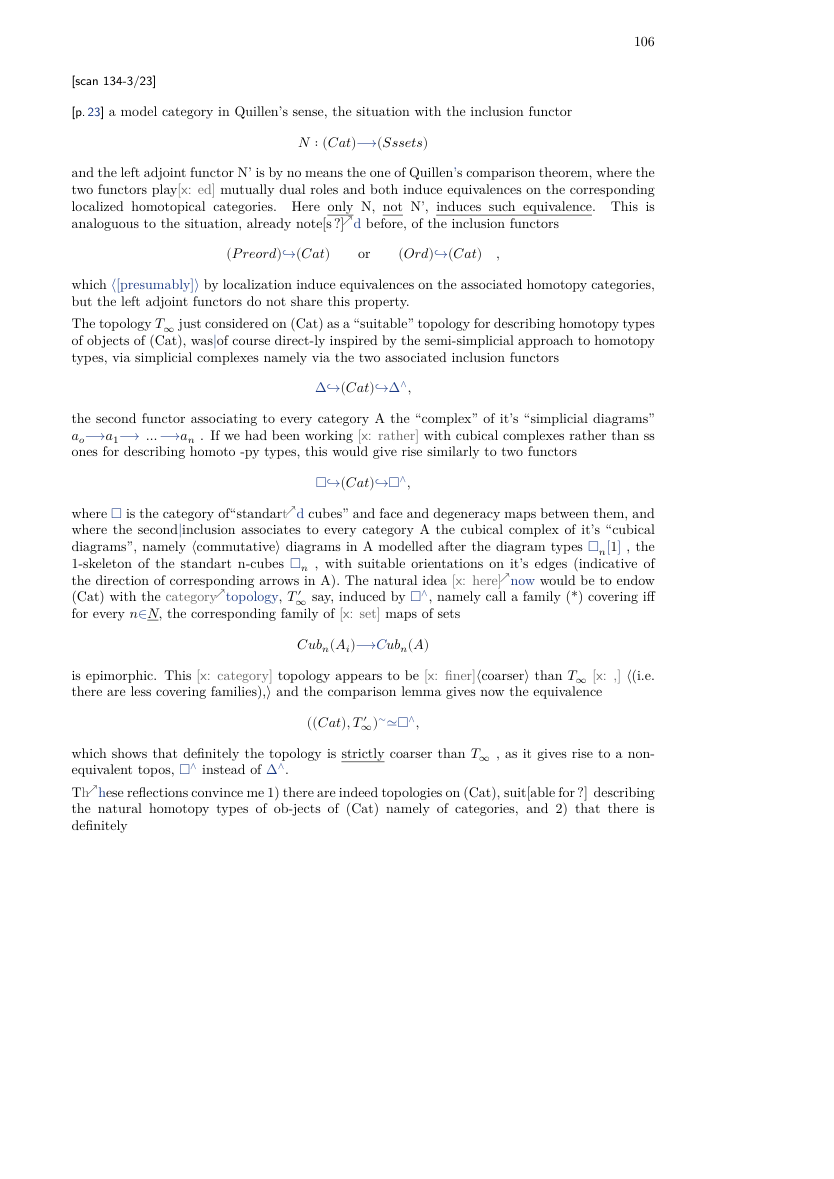 106
[scan 134-3/23]
[p. 23] a model category in Quillen's sense, the situation with the inclusion functor
N : (Cat)⟶(Sssets)
and the left adjoint functor N' is by no means the one of Quillen's comparison theorem, where the
two functors play[x: ed] mutually dual roles and both induce equivalences on the corresponding
localized homotopical categories. Here only N, not N', induces such equivalence. This is
analogous to the situation, already note[s ?]↗d before, of the inclusion functors
(Preord)↪(Cat) or (Ord)↪(Cat) ,
which ⟨[presumably]⟩ by localization induce equivalences on the associated homotopy categories,
but the left adjoint functors do not share this property.
The topology T∞ just considered on (Cat) as a “suitable” topology for describing homotopy types
of objects of (Cat), was|of course direct-ly inspired by the semi-simplicial approach to homotopy
types, via simplicial complexes namely via the two associated inclusion functors
Δ↪(Cat)↪Δ^,
the second functor associating to every category A the “complex” of it's “simplicial diagrams”
aₒ⟶a₁⟶ ...⟶aₙ . If we had been working [x: rather] with cubical complexes rather than ss
ones for describing homoto -py types, this would give rise similarly to two functors
□↪(Cat)↪□^,
where □ is the category of“standart↗d cubes” and face and degeneracy maps between them, and
where the second|inclusion associates to every category A the cubical complex of it's “cubical
diagrams”, namely ⟨commutative⟩ diagrams in A modelled after the diagram types □ₙ[1] , the
1-skeleton of the standart n-cubes □ₙ , with suitable orientations on it's edges (indicative of
the direction of corresponding arrows in A). The natural idea [x: here]↗now would be to endow
(Cat) with the category↗topology, T′∞ say, induced by □^, namely call a family (*) covering iff
for every n∈N, the corresponding family of [x: set] maps of sets
Cubₙ(Aᵢ)⟶Cubₙ(A)
is epimorphic. This [x: category] topology appears to be [x: finer]⟨coarser⟩ than T∞ [x: ,] ⟨(i.e.
there are less covering families),⟩ and the comparison lemma gives now the equivalence
((Cat), T′∞)~≃□^,
which shows that definitely the topology is strictly coarser than T∞ , as it gives rise to a non-
equivalent topos, □^ instead of Δ^.
Th↗hese reflections convince me 1) there are indeed topologies on (Cat), suit[able for ?] describing
the natural homotopy types of ob-jects of (Cat) namely of categories, and 2) that there is
definitely